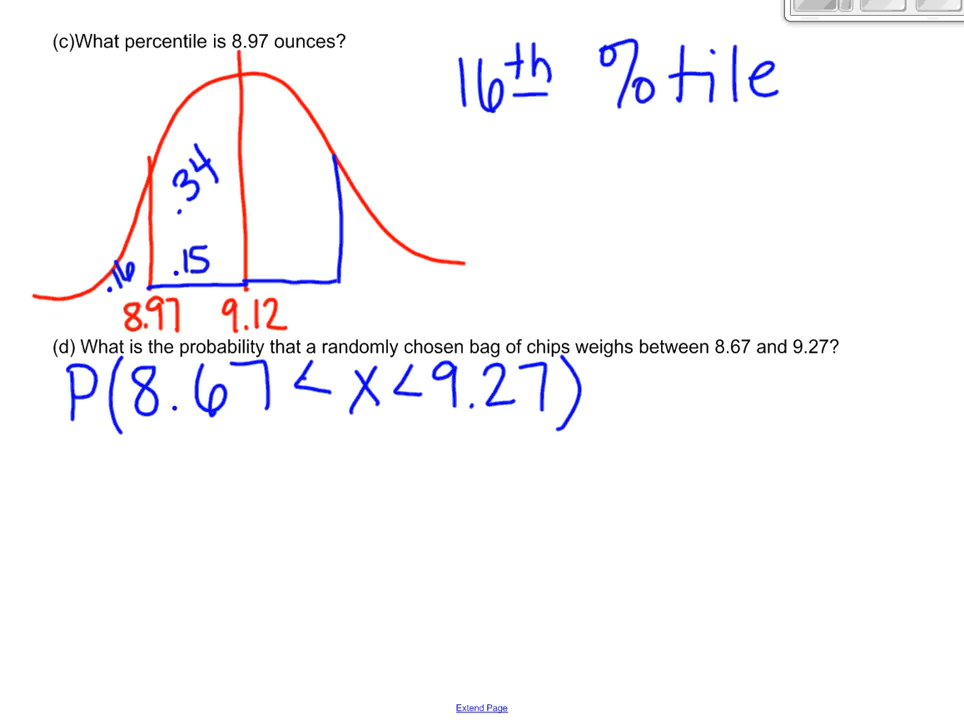 (c)What percentile is 8.97 ounces?
16th %tile
.34
.15
.16
8.97 9.12
(d) What is the probability that a randomly chosen bag of chips weighs between 8.67 and 9.27?
P(8.67 < x < 9.27)
Extend Page